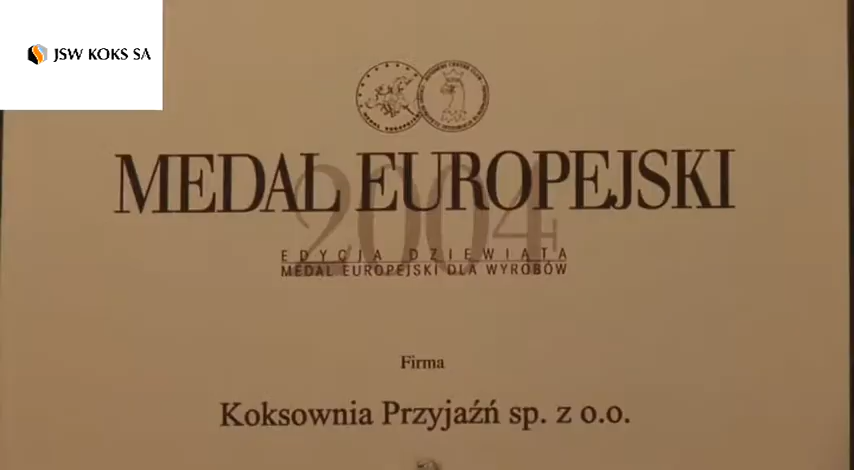 JSW KOKS SA
MEDAL EUROPEJSKI
2004
EDYCJA DZIEWIĄTA
MEDAL EUROPEJSKI DLA WYROBÓW
Firma
Koksownia Przyjaźń sp. z o.o.